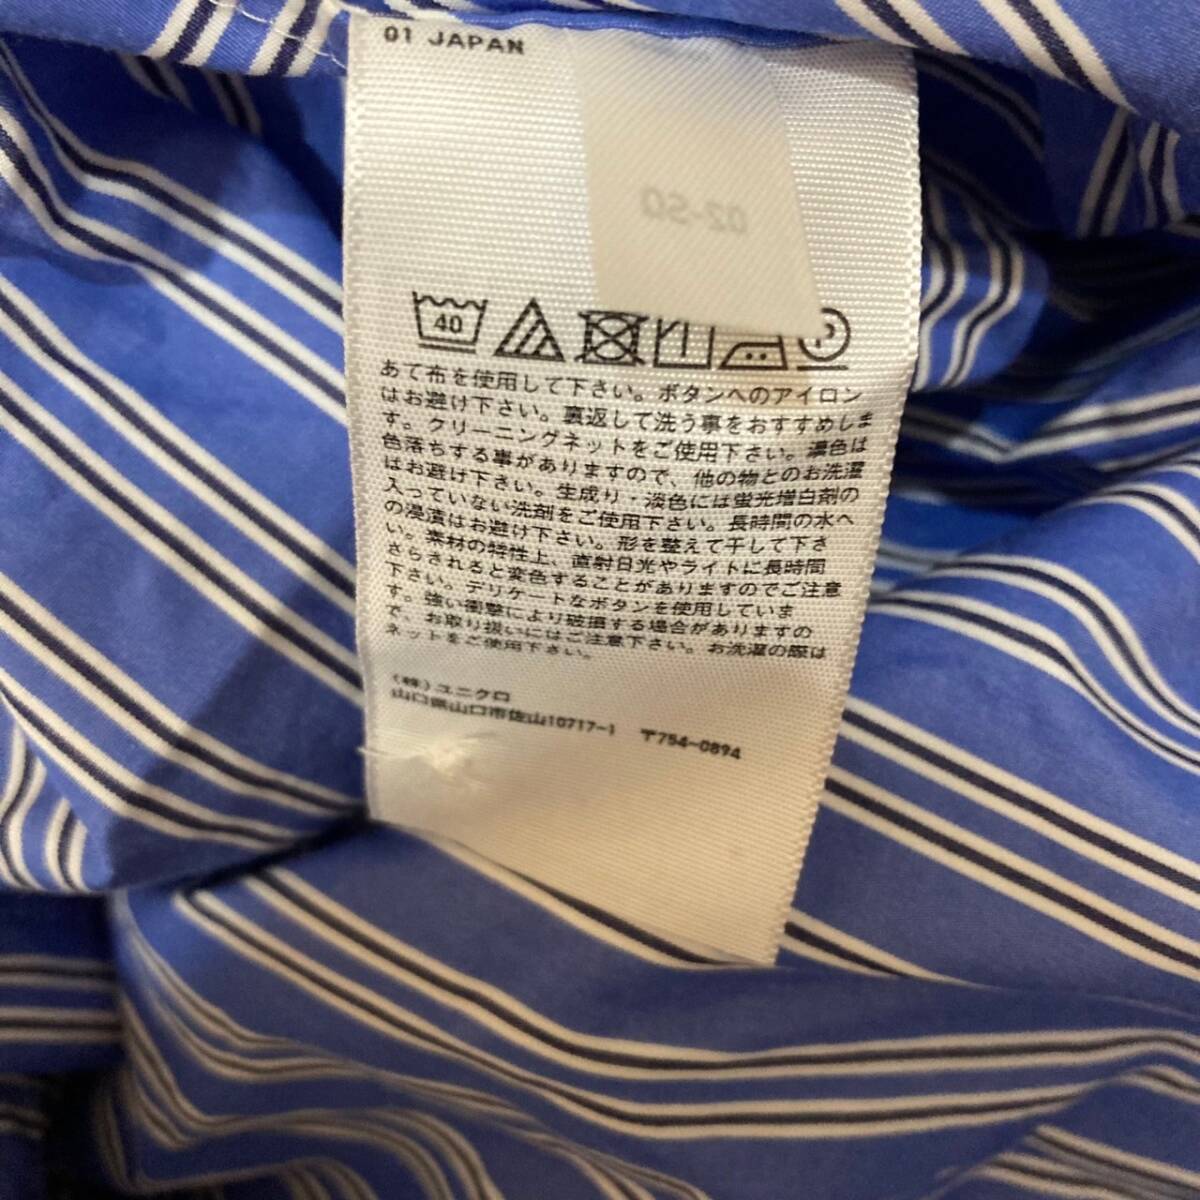 01 JAPAN
02-SO
40
あて布を使用して下さい。ボタンへのアイロン
はお避け下さい。裏返して洗う事をおすすめしま
す。クリーニングネットをご使用下さい。濃色は
色落ちする事がありますので、他の物とのお洗濯
はお避け下さい。生成り・淡色には蛍光増白剤の
入っていない洗剤をご使用下さい。長時間の水へ
の浸漬はお避け下さい。形を整えて干して下さ
い。素材の特性上、直射日光やライトに長時間
さらされると変色することがありますのでご注意
下さい。デリケートなボタンを使用していま
す。強い衝撃により破損する場合がありますの
で、お取り扱いにはご注意下さい。お洗濯の際は
ネットをご使用下さい。
(株)ユニクロ
山口県山口市佐山10717-1 〒754-0894